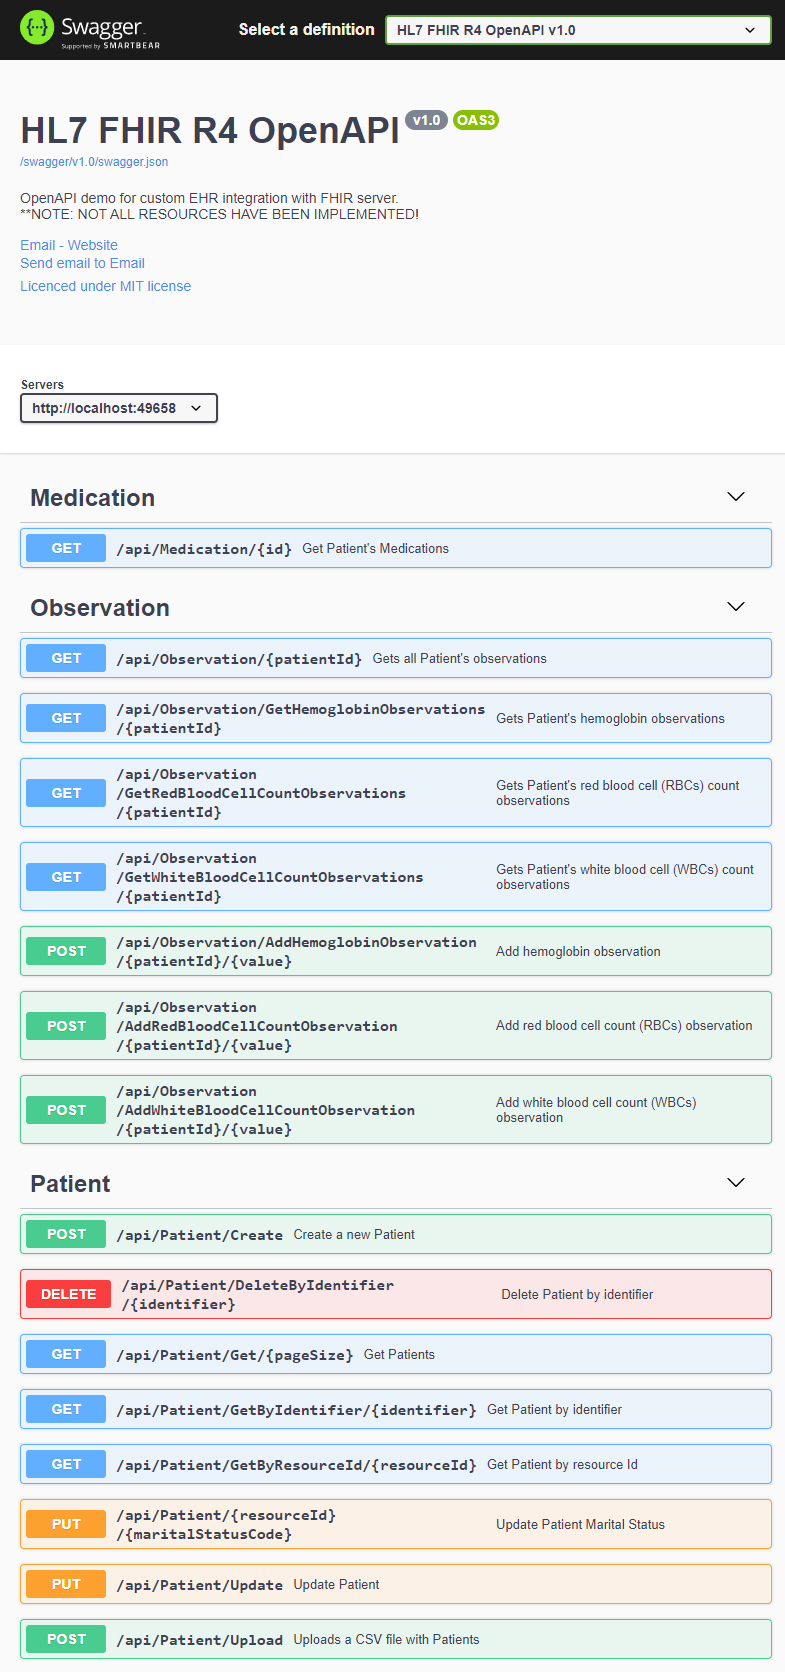 Swagger
Supported by SMARTBEAR
Select a definition
HL7 FHIR R4 OpenAPI v1.0
HL7 FHIR R4 OpenAPI v1.0 OAS3
/swagger/v1.0/swagger.json
OpenAPI demo for custom EHR integration with FHIR server.
**NOTE: NOT ALL RESOURCES HAVE BEEN IMPLEMENTED!
Email - Website
Send email to Email
Licenced under MIT license
Servers
http://localhost:49658
Medication
GET /api/Medication/{id} Get Patient's Medications
Observation
GET /api/Observation/{patientId} Gets all Patient's observations
GET /api/Observation/GetHemoglobinObservations
/{patientId}
Gets Patient's hemoglobin observations
GET /api/Observation
/GetRedBloodCellCountObservations
/{patientId}
Gets Patient's red blood cell (RBCs) count
observations
GET /api/Observation
/GetWhiteBloodCellCountObservations
/{patientId}
Gets Patient's white blood cell (WBCs) count
observations
POST /api/Observation/AddHemoglobinObservation
/{patientId}/{value}
Add hemoglobin observation
POST /api/Observation
/AddRedBloodCellCountObservation
/{patientId}/{value}
Add red blood cell count (RBCs) observation
POST /api/Observation
/AddWhiteBloodCellCountObservation
/{patientId}/{value}
Add white blood cell count (WBCs)
observation
Patient
POST /api/Patient/Create Create a new Patient
DELETE /api/Patient/DeleteByIdentifier
/{identifier}
Delete Patient by identifier
GET /api/Patient/Get/{pageSize} Get Patients
GET /api/Patient/GetByIdentifier/{identifier} Get Patient by identifier
GET /api/Patient/GetByResourceId/{resourceId} Get Patient by resource Id
PUT /api/Patient/{resourceId}
/{maritalStatusCode}
Update Patient Marital Status
PUT /api/Patient/Update Update Patient
POST /api/Patient/Upload Uploads a CSV file with Patients